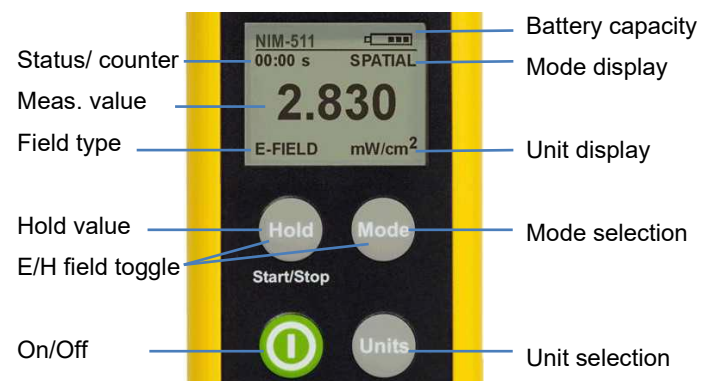 Battery capacity
NIM-511
Status/ counter
00:00 s SPATIAL
Mode display
Meas. value
2.830
Field type
E-FIELD mW/cm²
Unit display
Hold value
Hold
Mode
Mode selection
E/H field toggle
Start/Stop
On/Off
Units
Unit selection